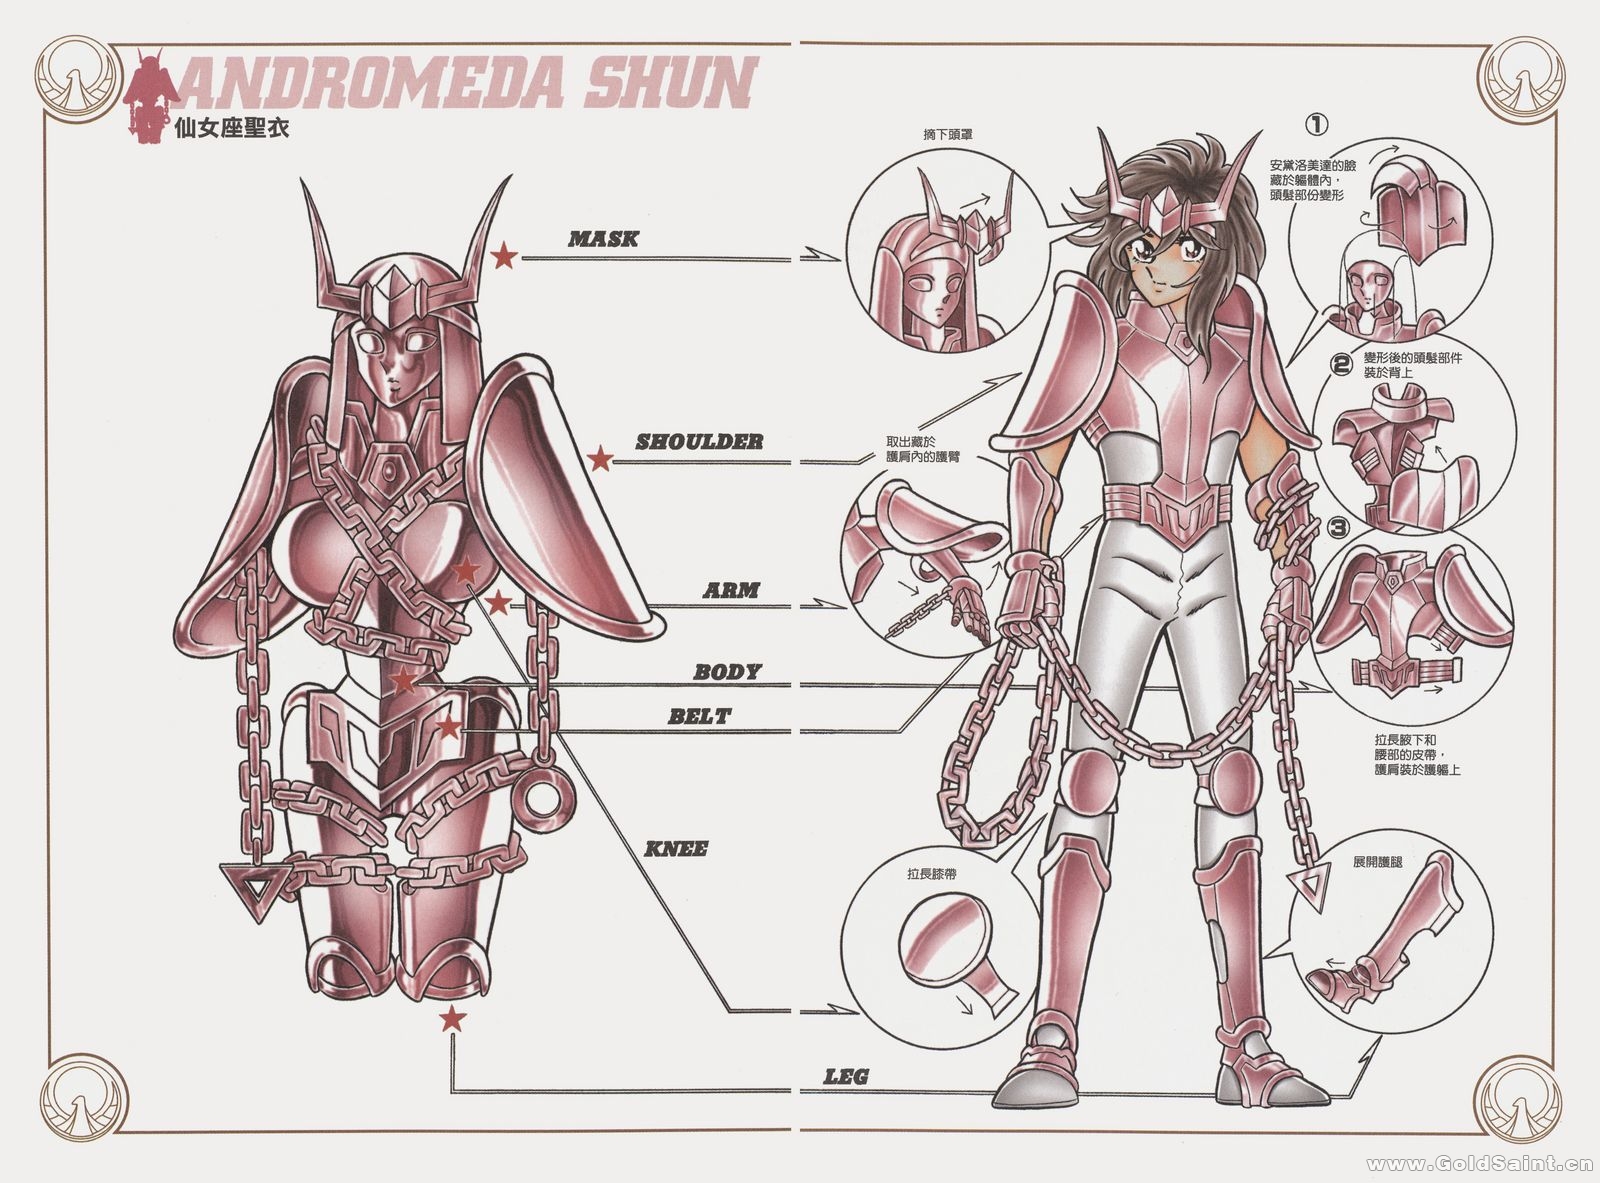 ANDROMEDA SHUN
仙女座聖衣
摘下頭罩
①
安黛洛美達的臉
藏於軀體內，
頭髮部份變形
MASK
②
變形後的頭髮部件
裝於背上
SHOULDER
取出藏於
護肩內的護臂
③
ARM
BODY
BELT
拉長腋下和
腰部的皮帶，
護肩裝於護軀上
KNEE
拉長膝帶
展開護腿
LEG
www.GoldSaint.cn